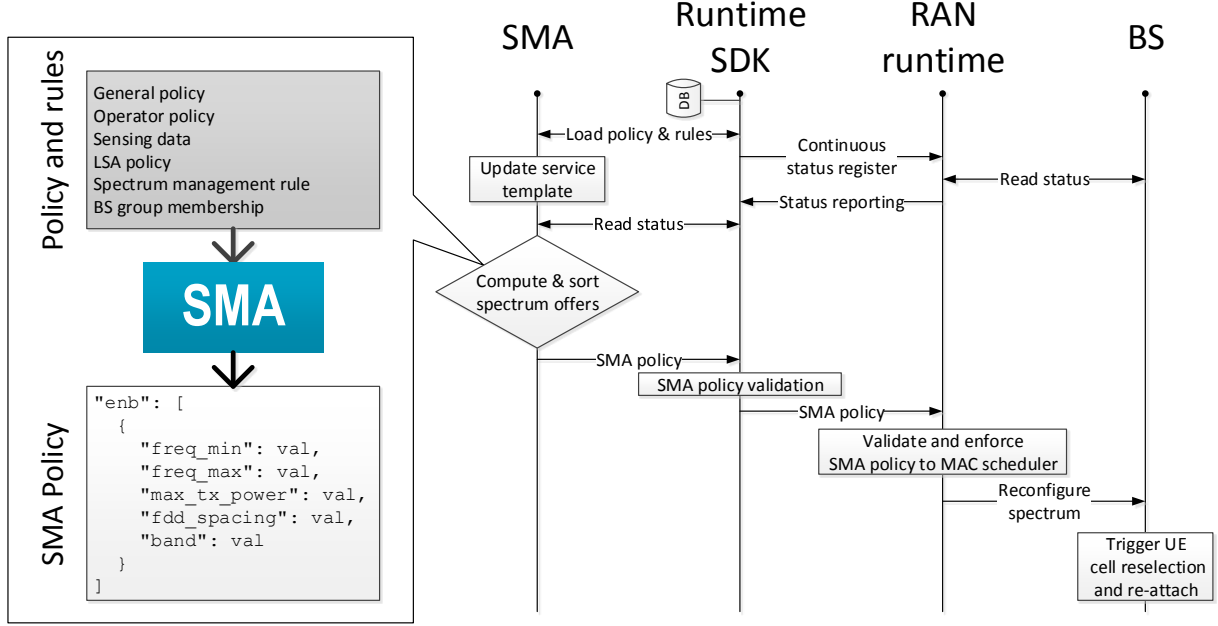 Policy and rules
General policy
Operator policy
Sensing data
LSA policy
Spectrum management rule
BS group membership
SMA
SMA Policy
"enb": [
{
"freq_min": val,
"freq_max": val,
"max_tx_power": val,
"fdd_spacing": val,
"band": val
}
]
SMA
Runtime
SDK
RAN
runtime
BS
DB
Load policy & rules
Continuous
status register
Update service
template
Read status
Status reporting
Read status
Compute & sort
spectrum offers
SMA policy
SMA policy validation
SMA policy
Validate and enforce
SMA policy to MAC scheduler
Reconfigure
spectrum
Trigger UE
cell reselection
and re-attach